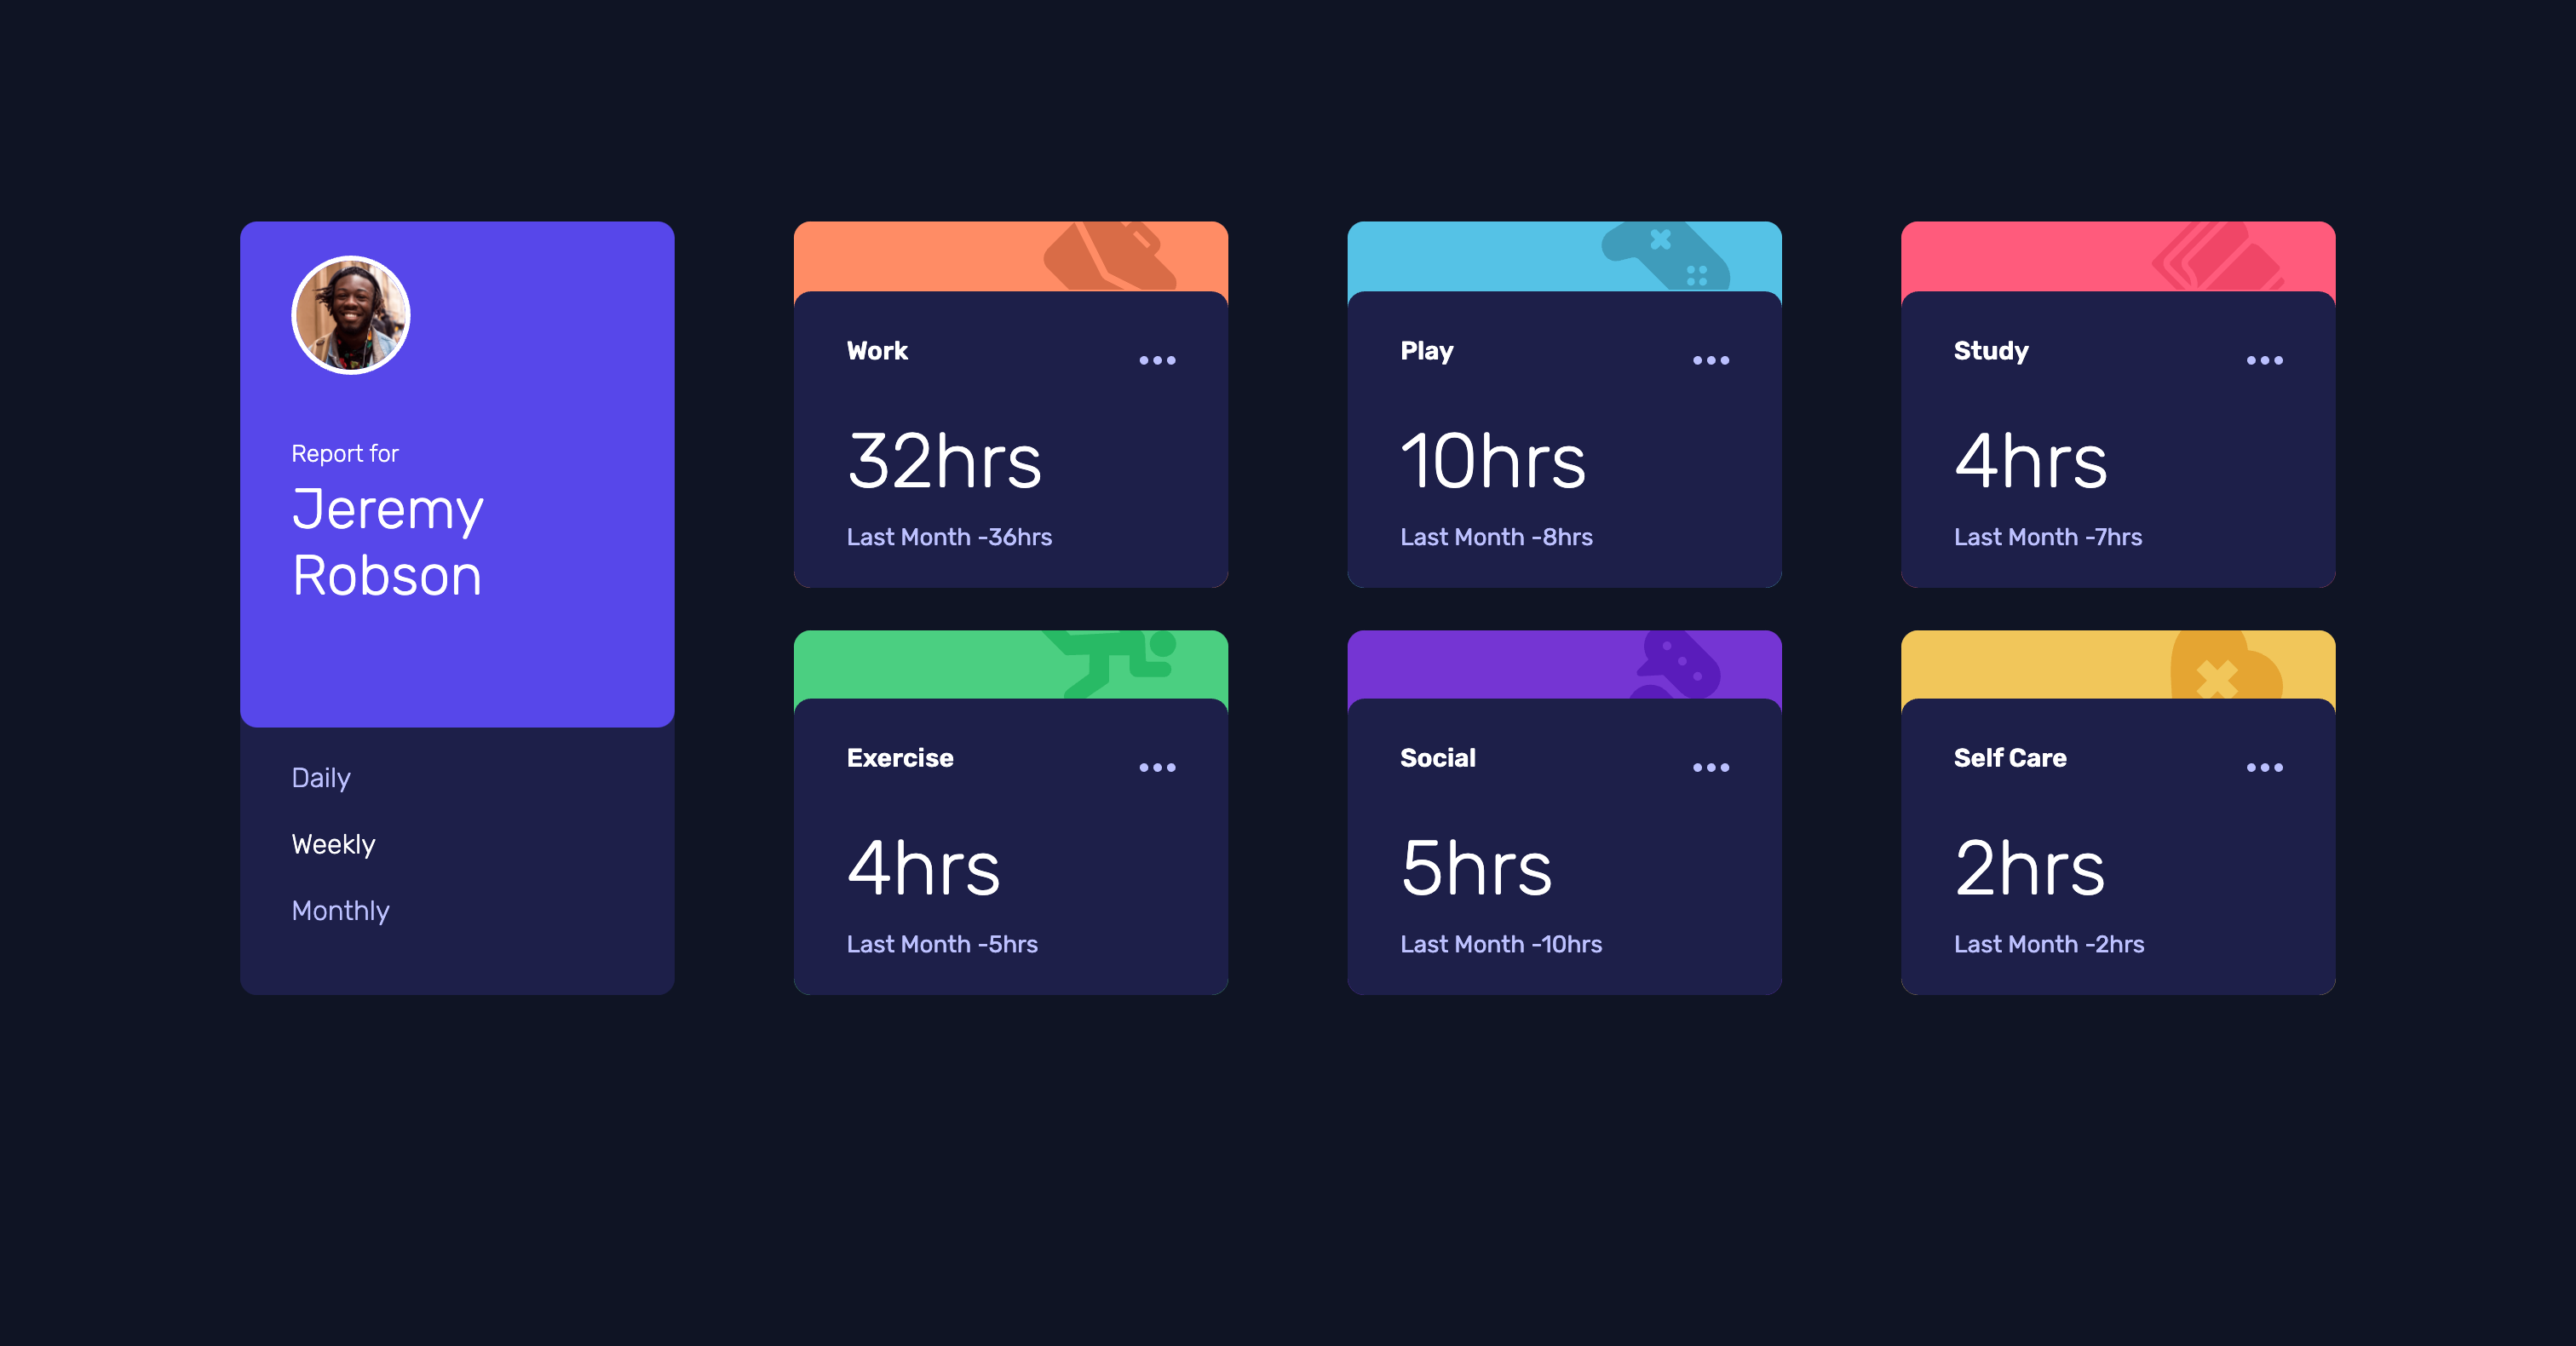 Report for
Jeremy
Robson
Daily
Weekly
Monthly
Work
32hrs
Last Month -36hrs
Play
10hrs
Last Month -8hrs
Study
4hrs
Last Month -7hrs
Exercise
4hrs
Last Month -5hrs
Social
5hrs
Last Month -10hrs
Self Care
2hrs
Last Month -2hrs